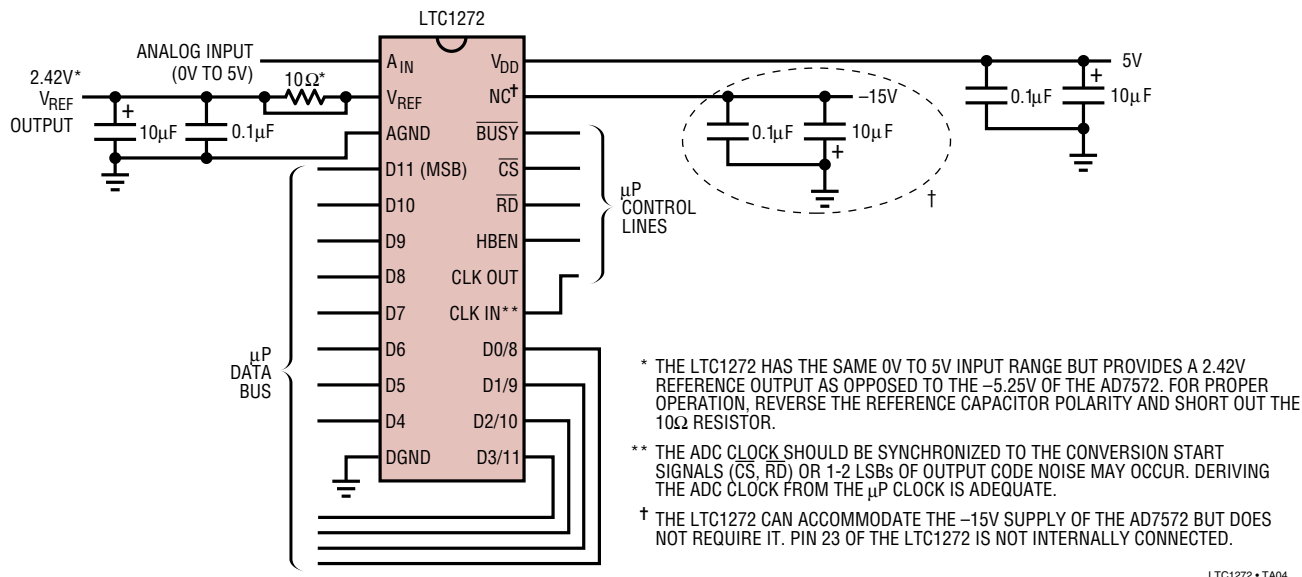 LTC1272
ANALOG INPUT
(0V TO 5V)
2.42V*
VREF
OUTPUT
10Ω*
+
10µF
0.1µF
AIN
VREF
AGND
D11 (MSB)
D10
D9
D8
D7
D6
D5
D4
DGND
VDD
NC†
BUSY
CS
RD
HBEN
CLK OUT
CLK IN**
D0/8
D1/9
D2/10
D3/11
5V
0.1µF
+
10µF
–15V
0.1µF
10µF
+
†
µP
CONTROL
LINES
µP
DATA
BUS
* THE LTC1272 HAS THE SAME 0V TO 5V INPUT RANGE BUT PROVIDES A 2.42V
REFERENCE OUTPUT AS OPPOSED TO THE –5.25V OF THE AD7572. FOR PROPER
OPERATION, REVERSE THE REFERENCE CAPACITOR POLARITY AND SHORT OUT THE
10Ω RESISTOR.
** THE ADC CLOCK SHOULD BE SYNCHRONIZED TO THE CONVERSION START
SIGNALS (CS, RD) OR 1-2 LSBs OF OUTPUT CODE NOISE MAY OCCUR. DERIVING
THE ADC CLOCK FROM THE µP CLOCK IS ADEQUATE.
† THE LTC1272 CAN ACCOMMODATE THE –15V SUPPLY OF THE AD7572 BUT DOES
NOT REQUIRE IT. PIN 23 OF THE LTC1272 IS NOT INTERNALLY CONNECTED.
LTC1272 • TA04